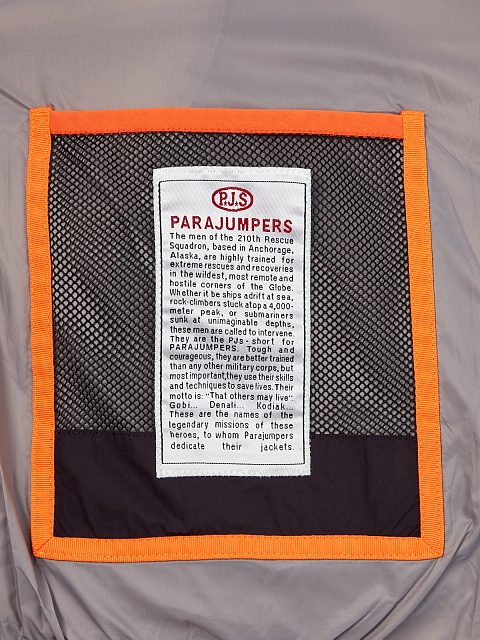 P.J.S
PARAJUMPERS
The men of the 210th Rescue
Squadron, based in Anchorage,
Alaska, are highly trained for
extreme rescues and recoveries
in the wildest, most remote and
hostile corners of the Globe.
Whether it be ships adrift at sea,
rock-climbers stuck atop a 4,000-
meter peak, or submariners
sunk at unimaginable depths,
these men are called to intervene.
They are the PJs - short for
PARAJUMPERS. Tough and
courageous, they are better trained
than any other military corps, but
most important, they use their skills
and techniques to save lives. Their
motto is: "That others may live".
Gobi... Denali... Kodiak...
These are the names of the
legendary missions of these
heroes, to whom Parajumpers
dedicate their jackets.